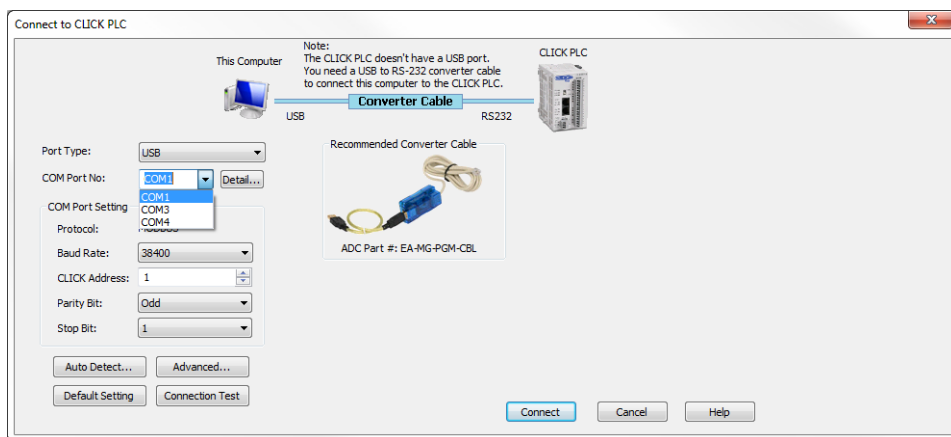 Connect to CLICK PLC
Note:
The CLICK PLC doesn't have a USB port.
You need a USB to RS-232 converter cable
to connect this computer to the CLICK PLC.
This Computer
CLICK PLC
Converter Cable
USB
RS232
Port Type:
USB
COM Port No:
COM1
Detail...
COM1
COM3
COM4
COM Port Setting
Protocol:
Baud Rate:
38400
CLICK Address:
1
Parity Bit:
Odd
Stop Bit:
1
Auto Detect...
Advanced...
Default Setting
Connection Test
Recommended Converter Cable
ADC Part #: EA-MG-PGM-CBL
Connect
Cancel
Help